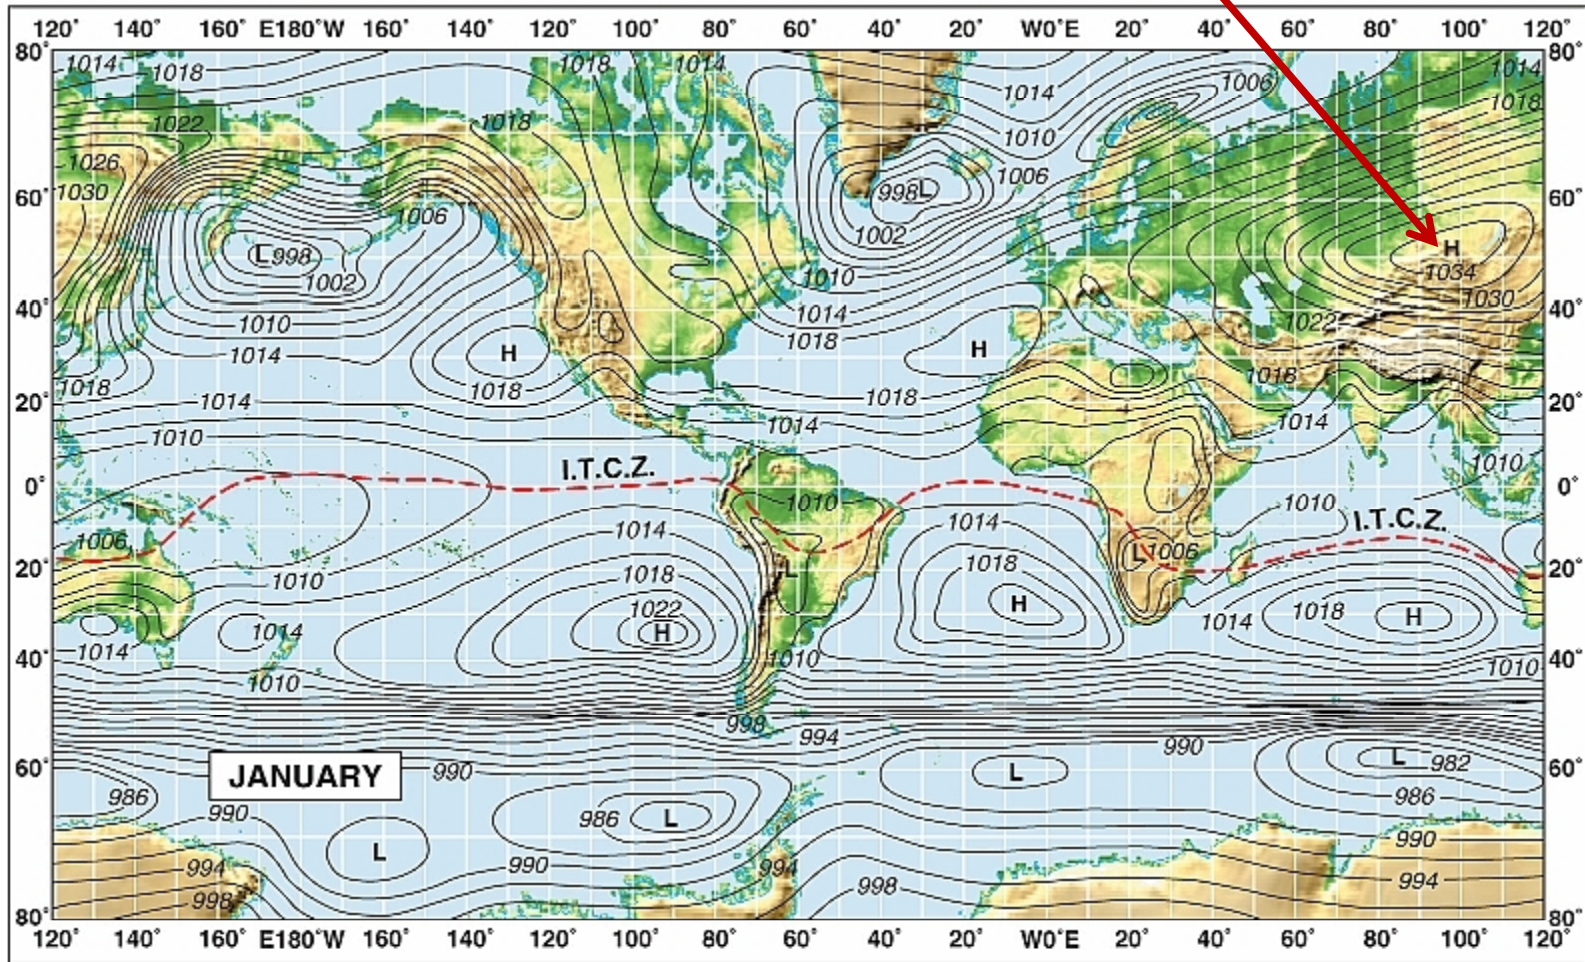 120° 140° 160° E180°W 160° 140° 120° 100° 80° 60° 40° 20° W0°E 20° 40° 60° 80° 100° 120°
80° 80°
1014 1018 1018 1014 1014 1006 1014
1018
1022 1018 1010
1026
1030 998 L 1006
60° 60°
1006 1002
H
L 998 1010 1034
1002 1030
40° 40°
1010 1014 1022
1014 H 1018 H
1018 1018 1018 1018
20° 1014 20°
1014 1014
1010 1010
I.T.C.Z.
0° 1010 1010 0°
1014 1014 I.T.C.Z.
1006 L 1006
20° 1010 1018 L 1018 20°
1022 H 1018 H
1014 H 1014
1014 1010
40° 40°
1010 1010
998 994
990
60° JANUARY 990 L L 982 60°
986 990 986 L 986
L 990 990
994 994 998 994
998
80° 80°
120° 140° 160° E180°W 160° 140° 120° 100° 80° 60° 40° 20° W0°E 20° 40° 60° 80° 100° 120°